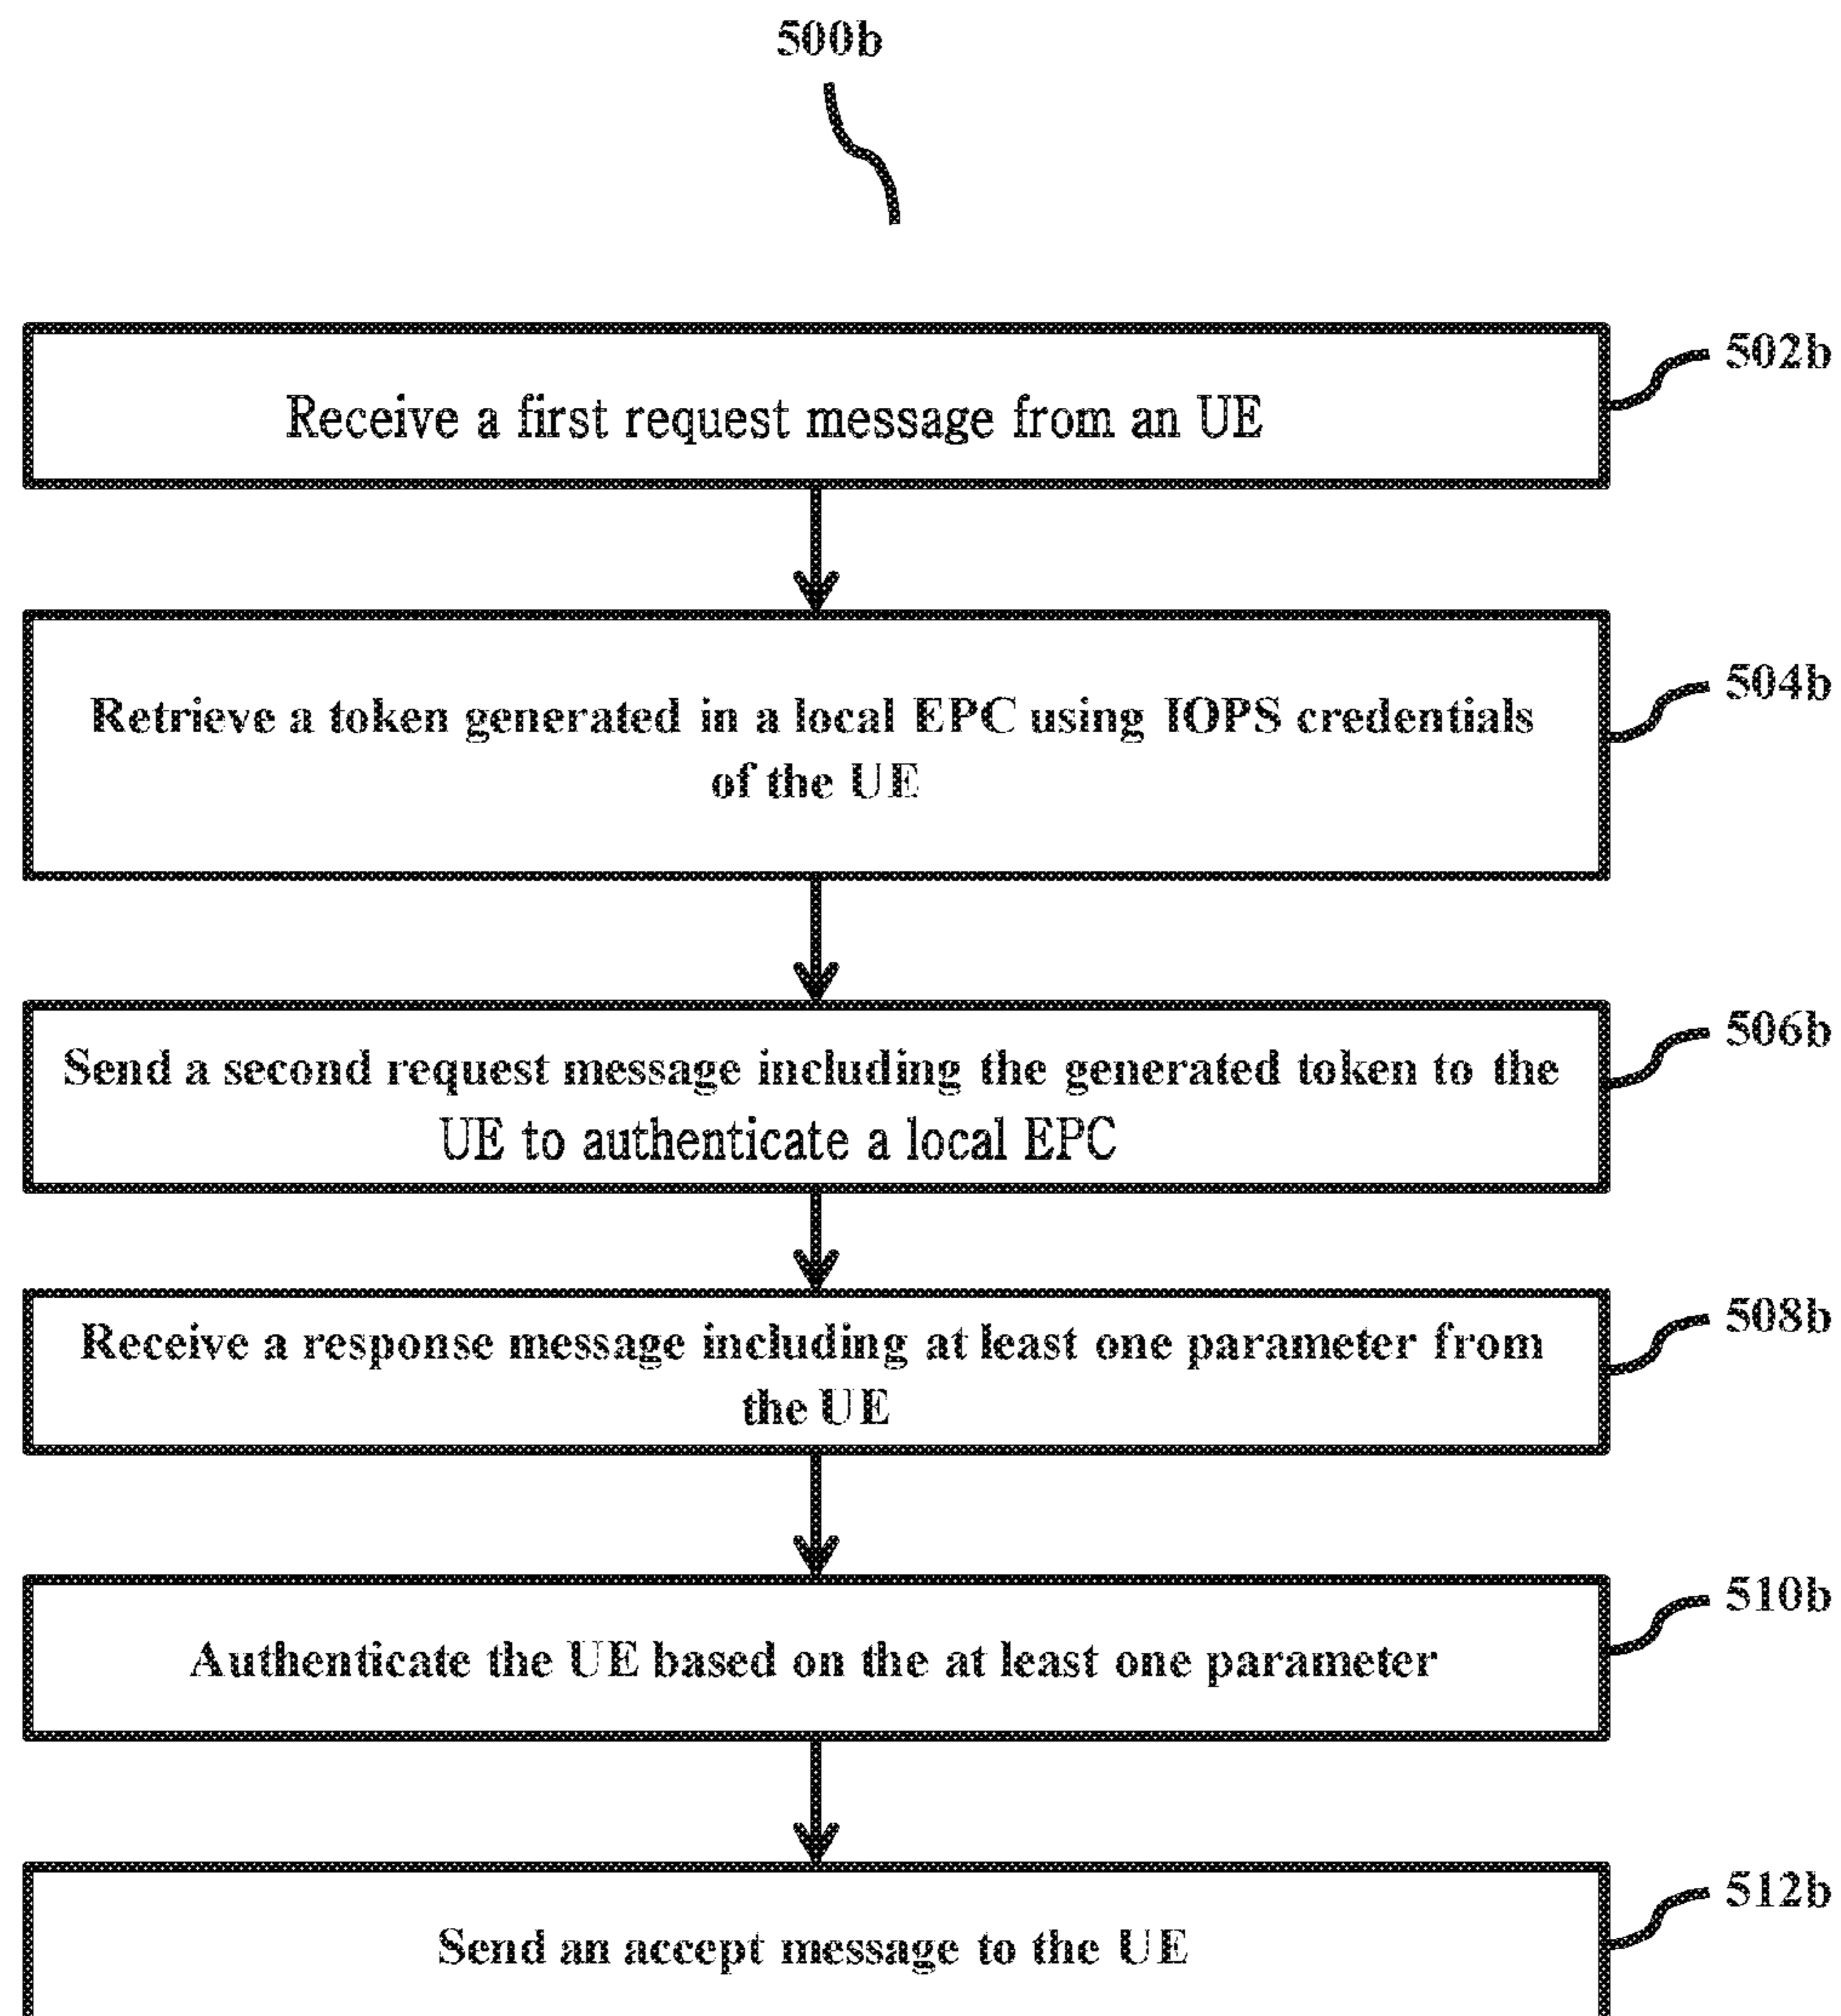 500b
Receive a first request message from an UE
502b
Retrieve a token generated in a local EPC using IOPS credentials
of the UE
504b
Send a second request message including the generated token to the
UE to authenticate a local EPC
506b
Receive a response message including at least one parameter from
the UE
508b
Authenticate the UE based on the at least one parameter
510b
Send an accept message to the UE
512b